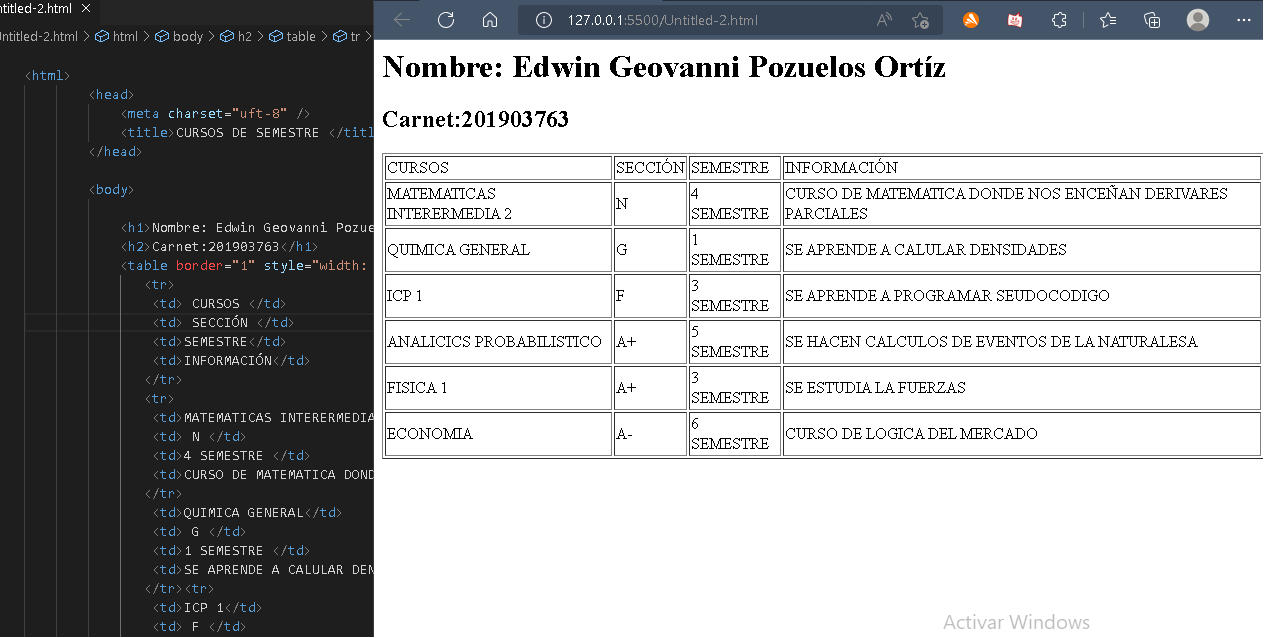 ntitled-2.html ×
ntitled-2.html > html > body > h2 > table > tr >
<html>
<head>
<meta charset="uft-8" />
<title>CURSOS DE SEMESTRE </titl
</head>
<body>
<h1>Nombre: Edwin Geovanni Pozue
<h2>Carnet:201903763</h1>
<table border="1" style="width:
<tr>
<td> CURSOS </td>
<td> SECCIÓN </td>
<td>SEMESTRE</td>
<td>INFORMACIÓN</td>
</tr>
<tr>
<td>MATEMATICAS INTERERMEDIA
<td> N </td>
<td>4 SEMESTRE </td>
<td>CURSO DE MATEMATICA DOND
</tr>
<td>QUIMICA GENERAL</td>
<td> G </td>
<td>1 SEMESTRE </td>
<td>SE APRENDE A CALULAR DEN
</tr><tr>
<td>ICP 1</td>
<td> F </td>
127.0.0.1:5500/Untitled-2.html
Nombre: Edwin Geovanni Pozuelos Ortíz
Carnet:201903763
CURSOS SECCIÓN SEMESTRE INFORMACIÓN
MATEMATICAS INTERERMEDIA 2 N 4 SEMESTRE CURSO DE MATEMATICA DONDE NOS ENCEÑAN DERIVARES PARCIALES
QUIMICA GENERAL G 1 SEMESTRE SE APRENDE A CALULAR DENSIDADES
ICP 1 F 3 SEMESTRE SE APRENDE A PROGRAMAR SEUDOCODIGO
ANALICICS PROBABILISTICO A+ 5 SEMESTRE SE HACEN CALCULOS DE EVENTOS DE LA NATURALESA
FISICA 1 A+ 3 SEMESTRE SE ESTUDIA LA FUERZAS
ECONOMIA A- 6 SEMESTRE CURSO DE LOGICA DEL MERCADO
Activar Windows